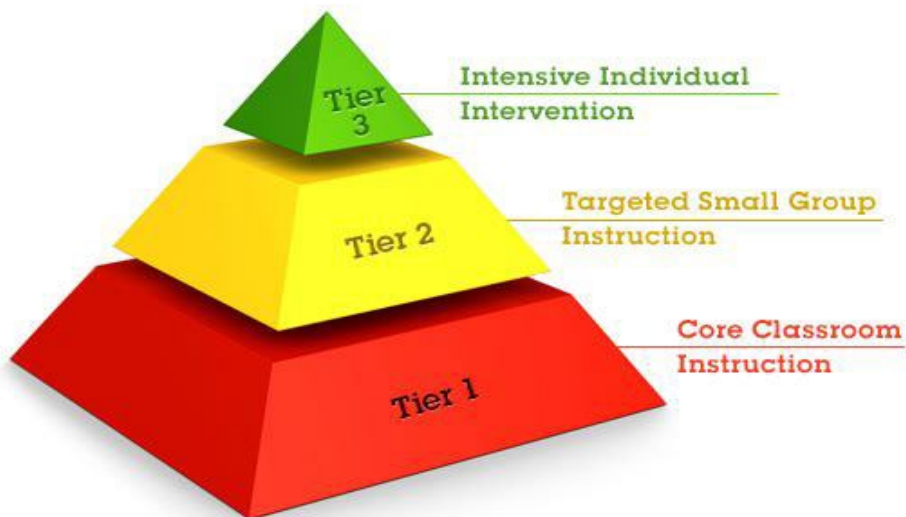 Tier
3
Intensive Individual
Intervention
Tier 2
Targeted Small Group
Instruction
Tier 1
Core Classroom
Instruction